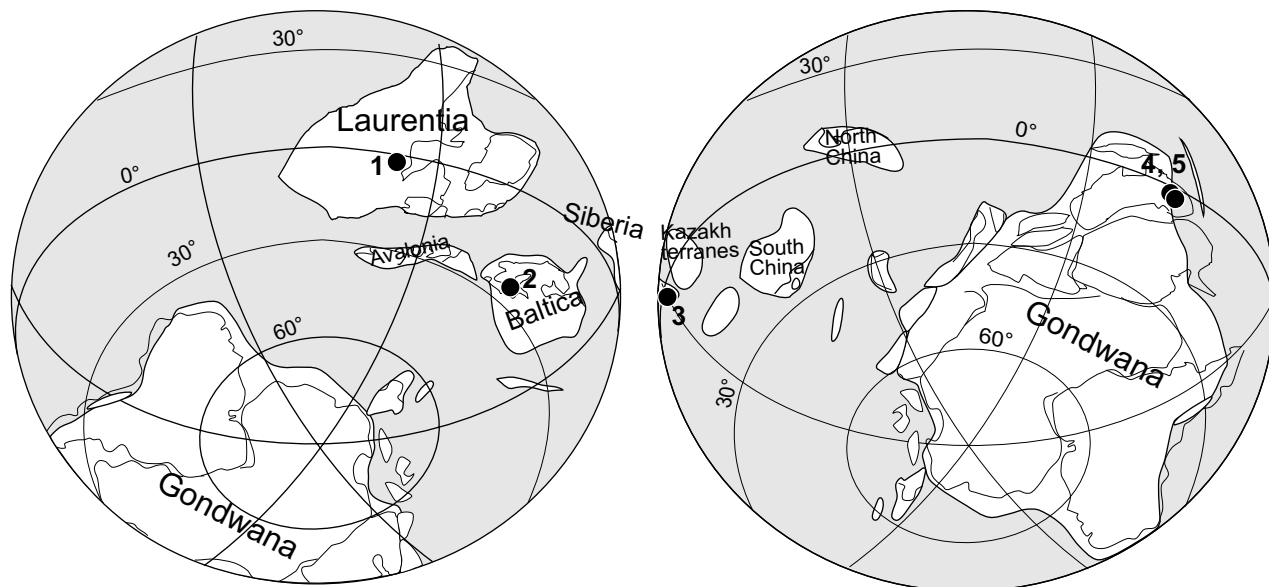 30°
Laurentia
1
0°
Siberia
30°
Avalonia
2
Baltica
60°
Gondwana
30°
North
China
0°
4, 5
Kazakh
terranes
South
China
3
Gondwana
60°
30°